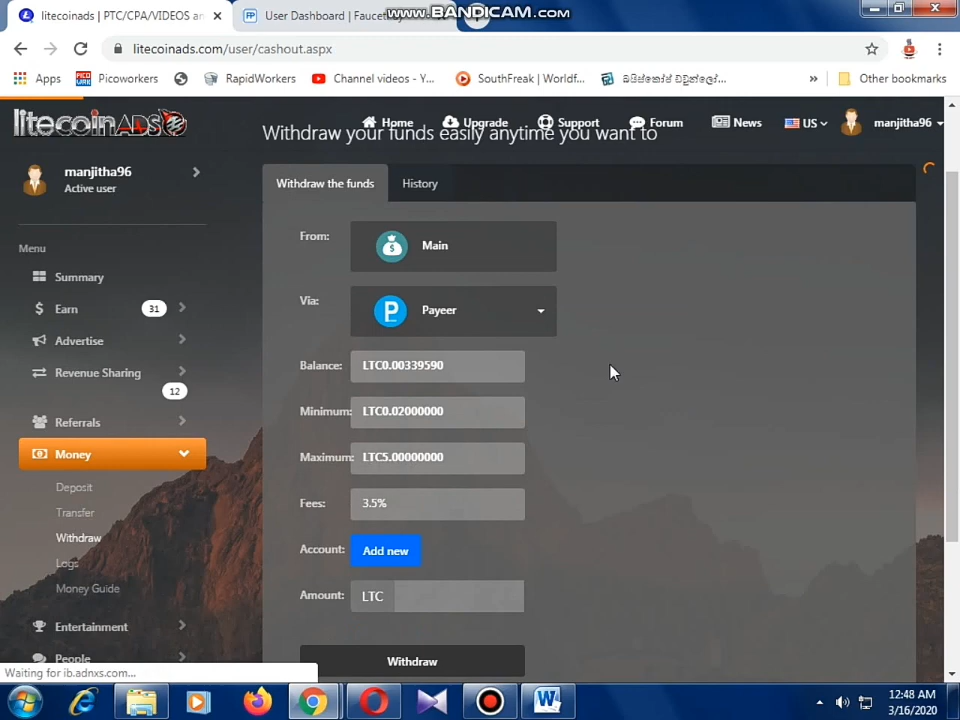 litecoinads | PTC/CPA/VIDEOS an
User Dashboard | Faucet
www.BANDICAM.com
litecoinads.com/user/cashout.aspx
Apps
Picoworkers
RapidWorkers
Channel videos - Y...
SouthFreak | Worldf...
»
Other bookmarks
litecoinADS
Home
Upgrade
Support
Forum
News
US
manjitha96
Withdraw your funds easily anytime you want to
manjitha96
Active user
Withdraw the funds
History
Menu
Summary
Earn 31
Advertise
Revenue Sharing
12
Referrals
Money
Deposit
Transfer
Withdraw
Logs
Money Guide
Entertainment
People
From: Main
Via: Payeer
Balance: LTC0.00339590
Minimum: LTC0.02000000
Maximum: LTC5.00000000
Fees: 3.5%
Account: Add new
Amount: LTC
Withdraw
Waiting for ib.adnxs.com...
12:48 AM
3/16/2020